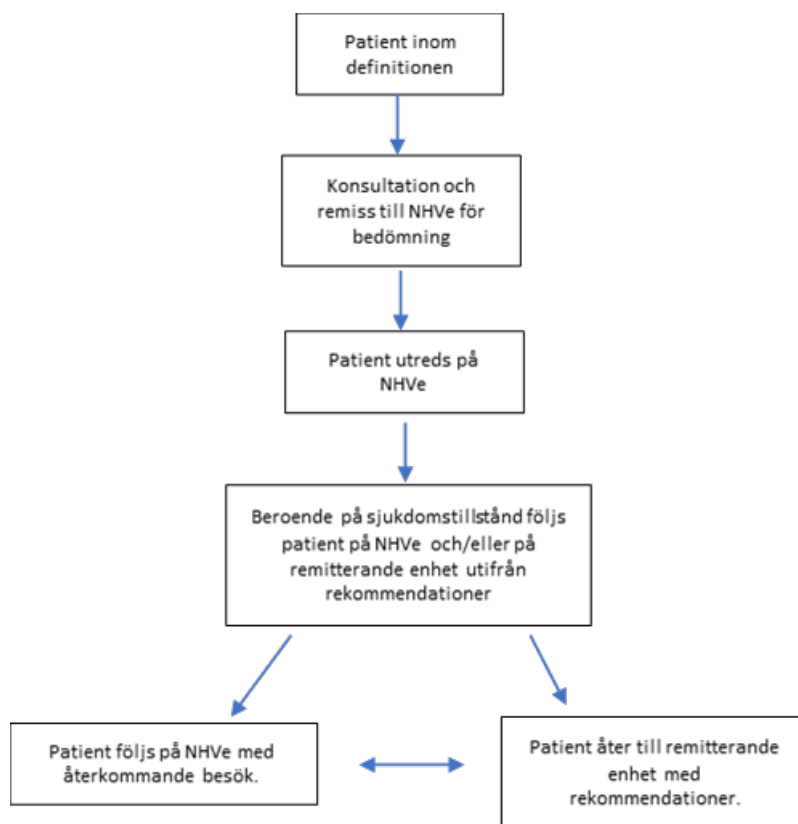 Patient inom
definitionen
Konsultation och
remiss till NHVe för
bedömning
Patient utreds på
NHVe
Beroende på sjukdomstillstånd följs
patient på NHVe och/eller på
remitterande enhet utifrån
rekommendationer
Patient följs på NHVe med
återkommande besök.
Patient åter till remitterande
enhet med
rekommendationer.